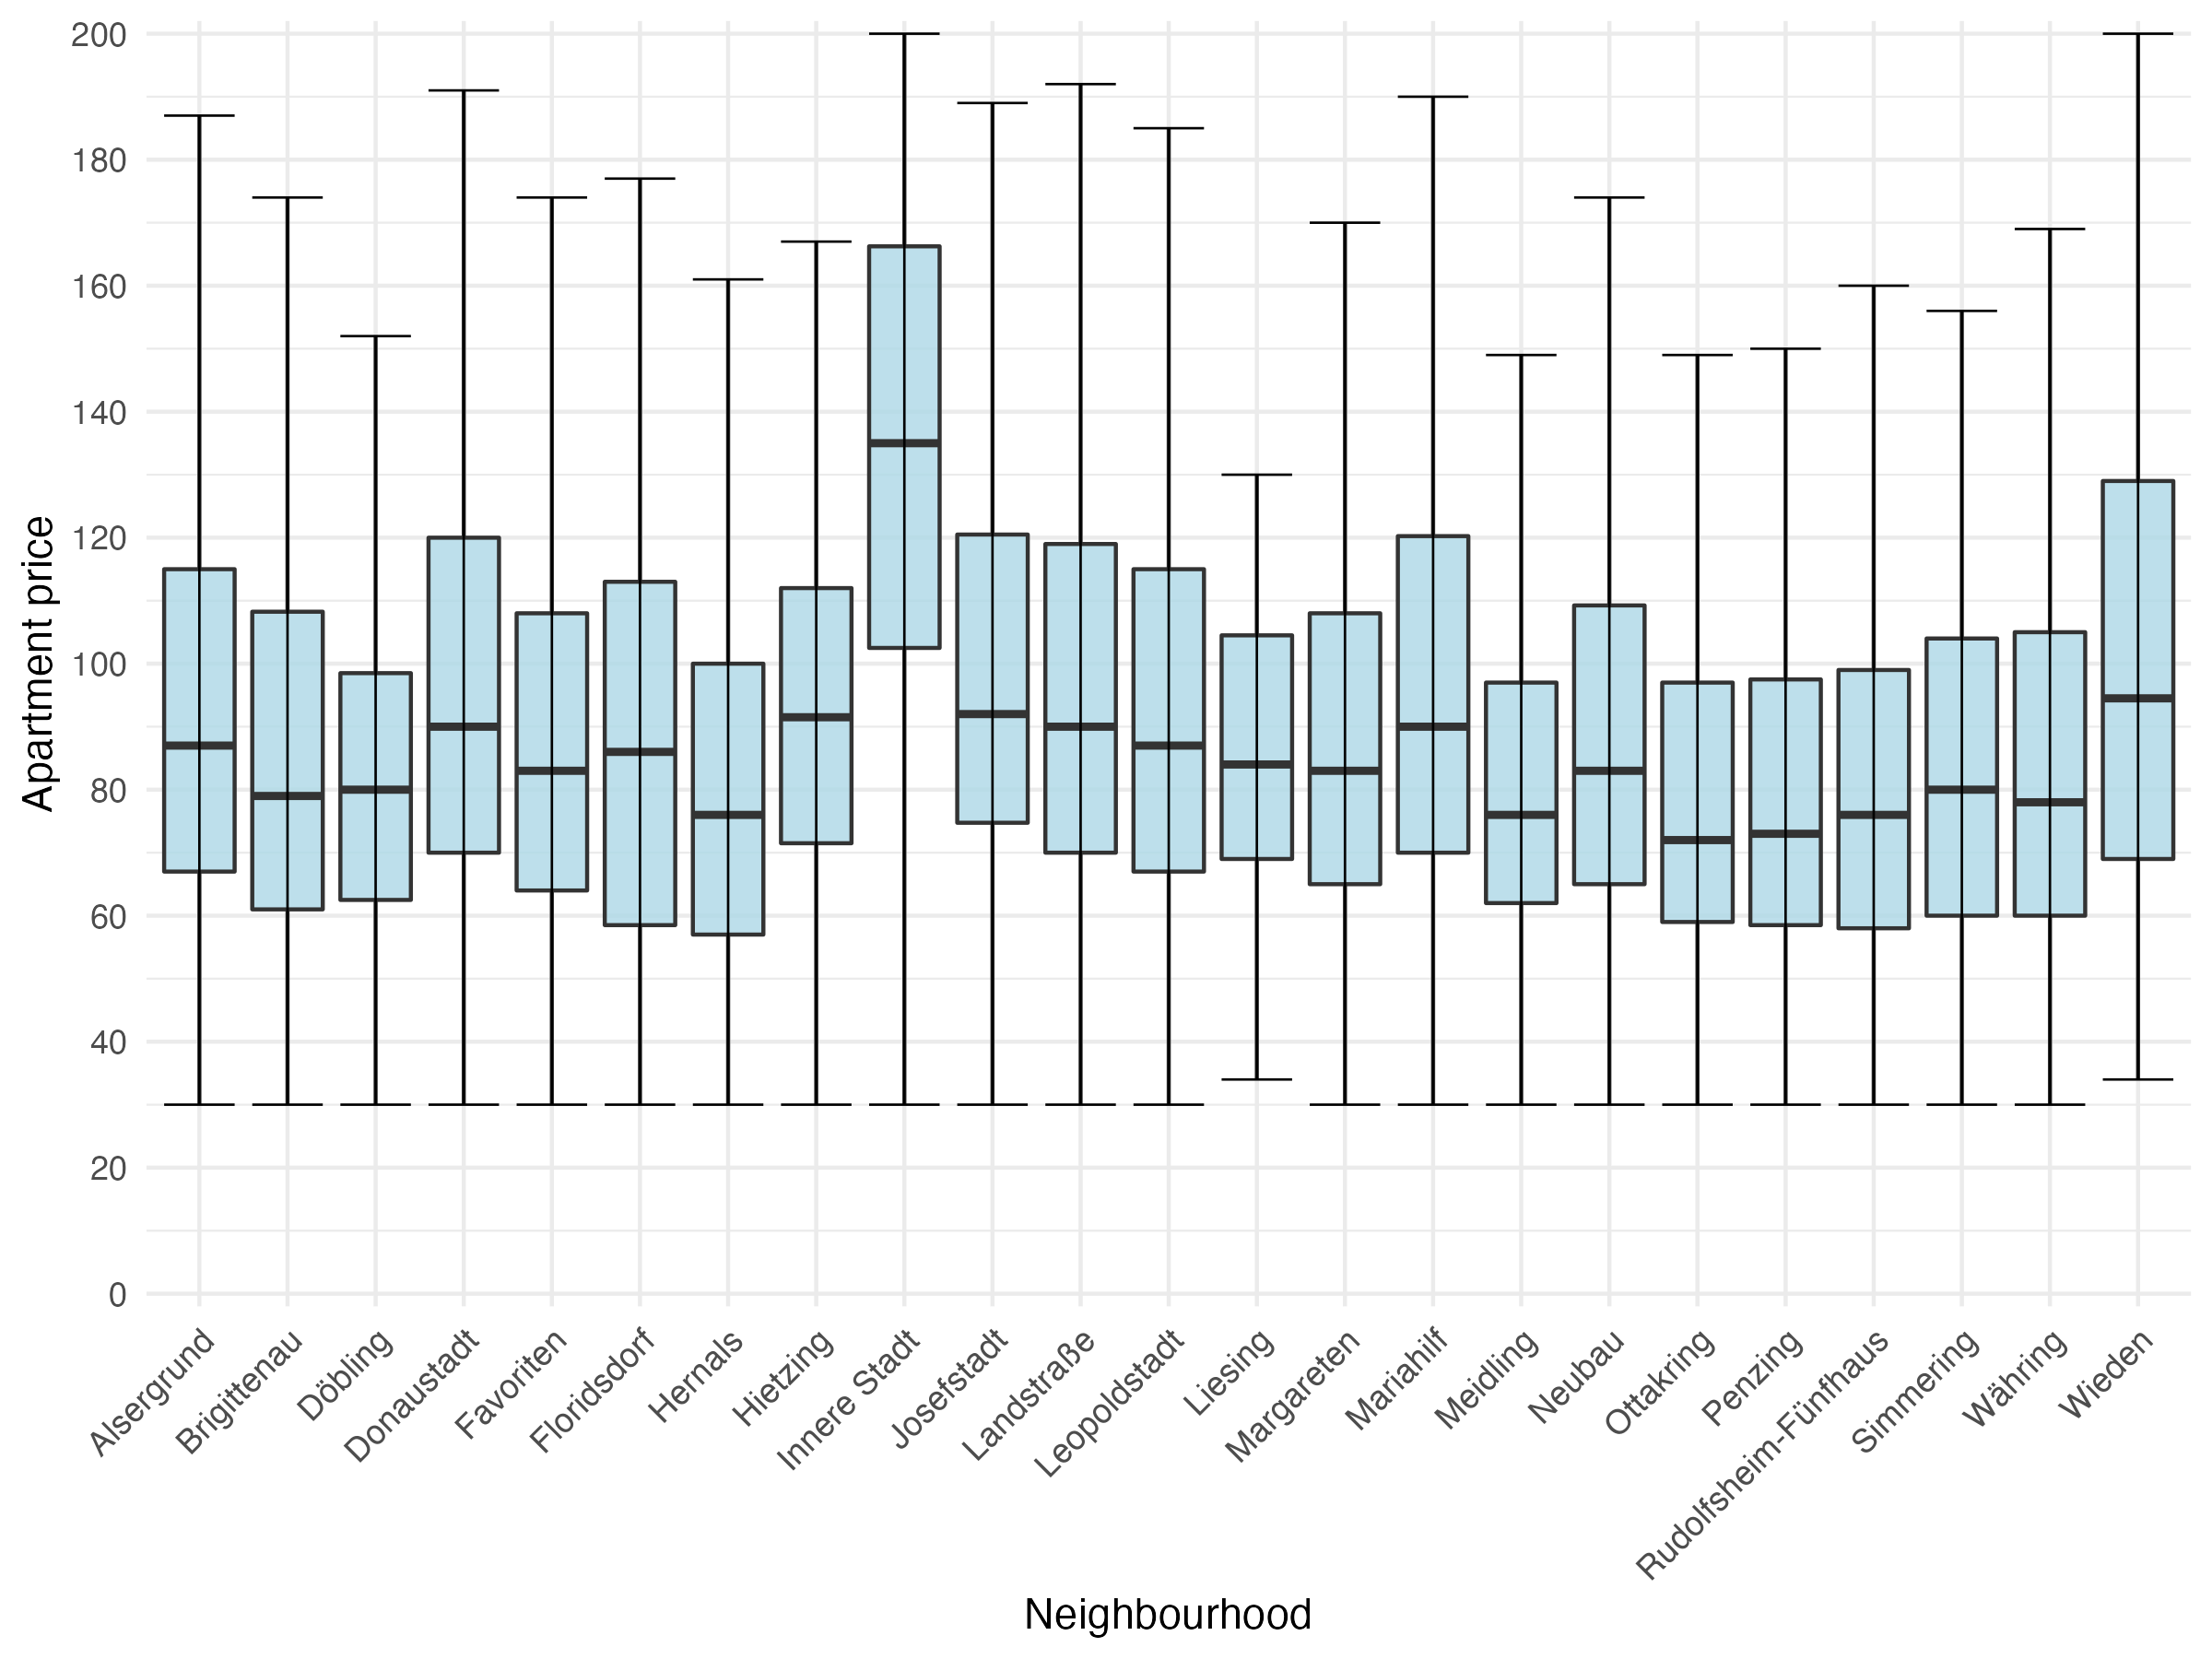 Apartment price
200
180
160
140
120
100
80
60
40
20
0
Alsergrund
Brigittenau
Döbling
Donaustadt
Favoriten
Floridsdorf
Hernals
Hietzing
Innere Stadt
Josefstadt
Landstraße
Leopoldstadt
Liesing
Margareten
Mariahilf
Meidling
Neubau
Ottakring
Penzing
Rudolfsheim-Fünfhaus
Simmering
Währing
Wieden
Neighbourhood